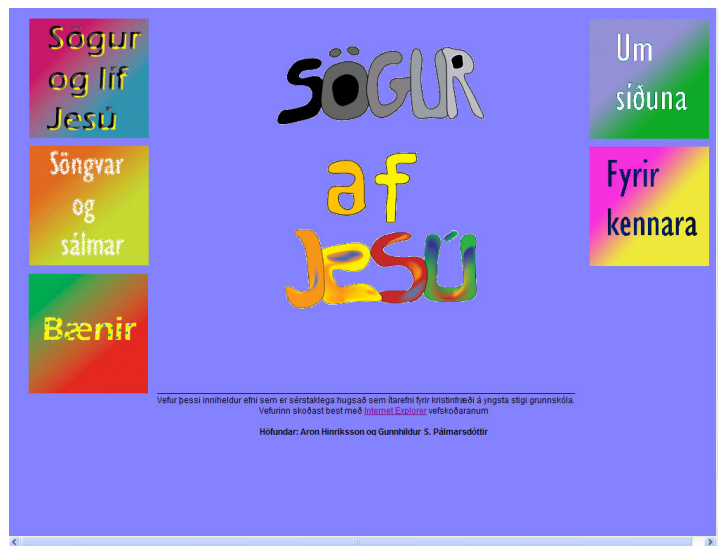 Sögur
og líf
Jesú
Söngvar
og
sálmar
Bænir
SÖGUR
af
JESÚ
Um
síðuna
Fyrir
kennara
Vefur þessi inniheldur efni sem er sérstaklega hugsað sem ítarefni fyrir kristinfræði á yngsta stigi grunnskóla.
Vefurinn skoðast best með Internet Explorer vefskoðaranum
Höfundar: Aron Hinriksson og Gunnhildur S. Pálmarsdóttir